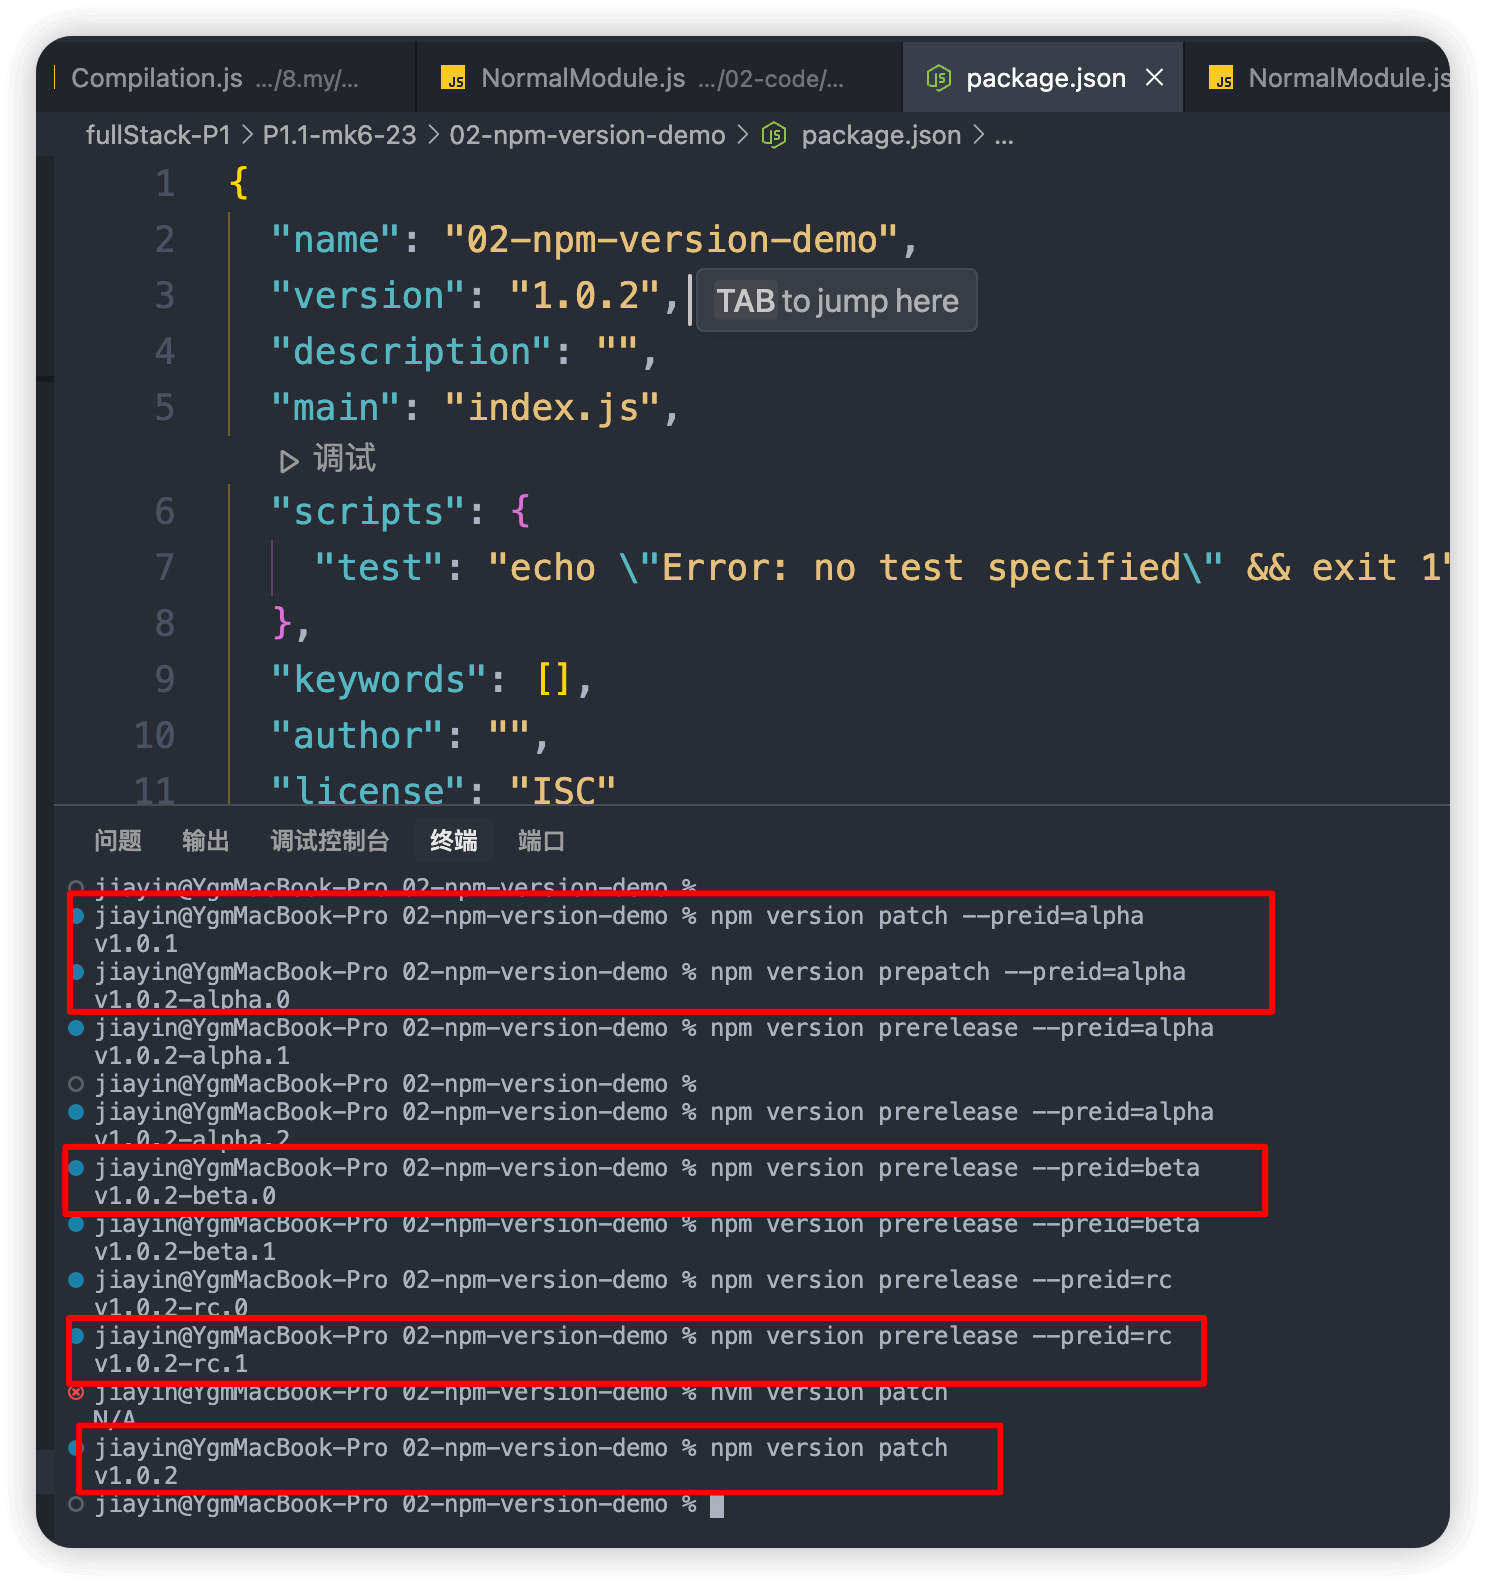 Compilation.js .../8.my/... NormalModule.js .../02-code/... package.json NormalModule.js
fullStack-P1 > P1.1-mk6-23 > 02-npm-version-demo > package.json > ...
1 {
2 "name": "02-npm-version-demo",
3 "version": "1.0.2", TAB to jump here
4 "description": "",
5 "main": "index.js",
调试
6 "scripts": {
7 "test": "echo \"Error: no test specified\" && exit 1"
8 },
9 "keywords": [],
10 "author": "",
11 "license": "ISC"
问题 输出 调试控制台 终端 端口
jiayin@YgmMacBook-Pro 02-npm-version-demo %
jiayin@YgmMacBook-Pro 02-npm-version-demo % npm version patch --preid=alpha
v1.0.1
jiayin@YgmMacBook-Pro 02-npm-version-demo % npm version prepatch --preid=alpha
v1.0.2-alpha.0
jiayin@YgmMacBook-Pro 02-npm-version-demo % npm version prerelease --preid=alpha
v1.0.2-alpha.1
jiayin@YgmMacBook-Pro 02-npm-version-demo %
jiayin@YgmMacBook-Pro 02-npm-version-demo % npm version prerelease --preid=alpha
v1.0.2-alpha.2
jiayin@YgmMacBook-Pro 02-npm-version-demo % npm version prerelease --preid=beta
v1.0.2-beta.0
jiayin@YgmMacBook-Pro 02-npm-version-demo % npm version prerelease --preid=beta
v1.0.2-beta.1
jiayin@YgmMacBook-Pro 02-npm-version-demo % npm version prerelease --preid=rc
v1.0.2-rc.0
jiayin@YgmMacBook-Pro 02-npm-version-demo % npm version prerelease --preid=rc
v1.0.2-rc.1
jiayin@YgmMacBook-Pro 02-npm-version-demo % nvm version patch
N/A
jiayin@YgmMacBook-Pro 02-npm-version-demo % npm version patch
v1.0.2
jiayin@YgmMacBook-Pro 02-npm-version-demo %